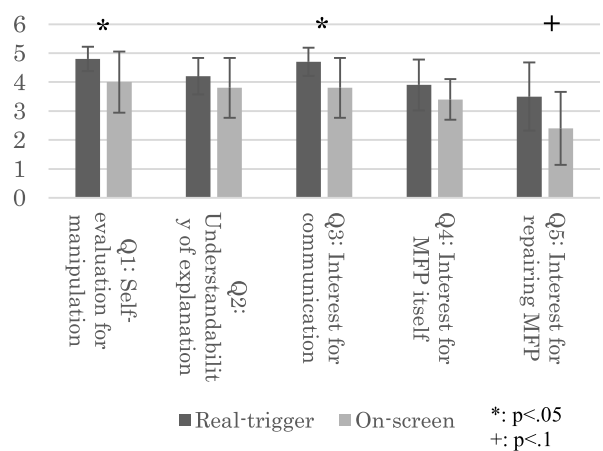 6
5
4
3
2
1
0
*
*
+
Q1: Self-
evaluation for
manipulation
Q2:
Understandabilit
y of explanation
Q3: Interest for
communication
Q4: Interest for
MFP itself
Q5: Interest for
repairing MFP
Real-trigger
On-screen
*: p<.05
+: p<.1